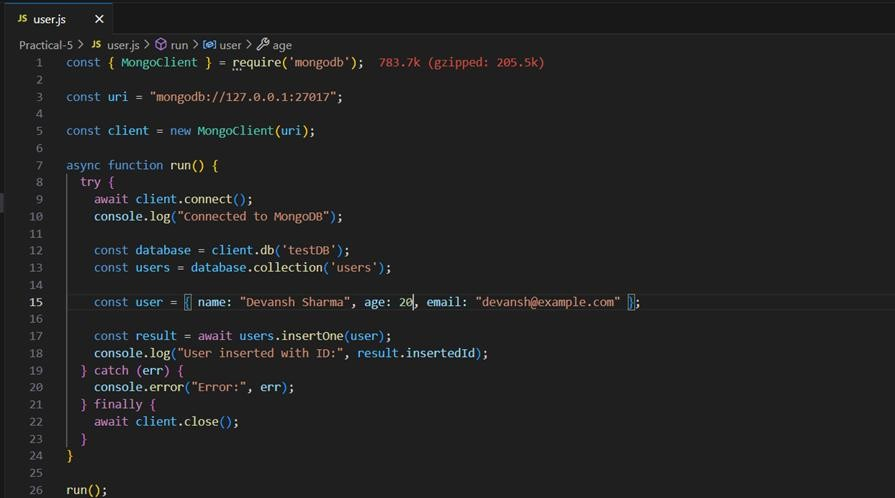 JS user.js ×
Practical-5 > JS user.js > run > user > age
1 const { MongoClient } = require('mongodb'); 783.7k (gzipped: 205.5k)
2
3 const uri = "mongodb://127.0.0.1:27017";
4
5 const client = new MongoClient(uri);
6
7 async function run() {
8 try {
9 await client.connect();
10 console.log("Connected to MongoDB");
11
12 const database = client.db('testDB');
13 const users = database.collection('users');
14
15 const user = { name: "Devansh Sharma", age: 20, email: "devansh@example.com" };
16
17 const result = await users.insertOne(user);
18 console.log("User inserted with ID:", result.insertedId);
19 } catch (err) {
20 console.error("Error:", err);
21 } finally {
22 await client.close();
23 }
24 }
25
26 run();